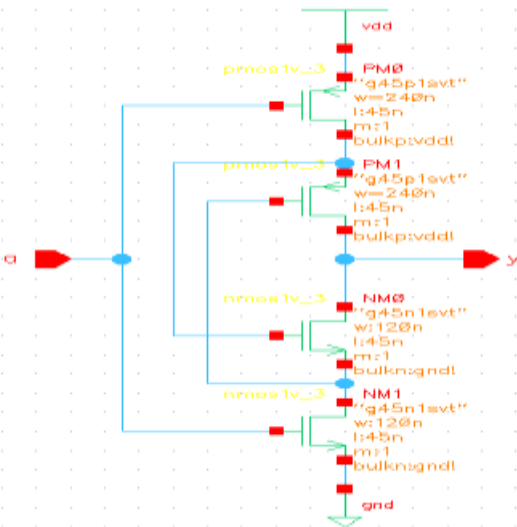 vdd
pmos1v_3 PM0
"g45p1svt"
w=240n
l:45n
m:1
bulkp:vdd!
pmos1v_3 PM1
"g45p1svt"
w=240n
l:45n
m:1
bulkp:vdd!
a
y
nmos1v_3 NM0
"g45n1svt"
w:120n
l:45n
m:1
bulkn:gnd!
nmos1v_3 NM1
"g45n1svt"
w:120n
l:45n
m:1
bulkn:gnd!
gnd